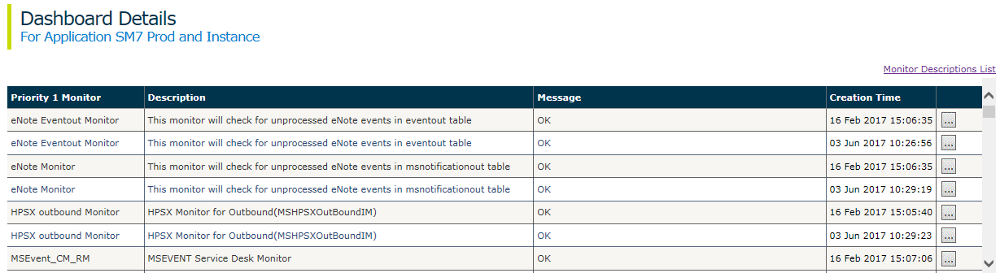 Dashboard Details
For Application SM7 Prod and Instance
Monitor Descriptions List
Priority 1 Monitor Description Message Creation Time
eNote Eventout Monitor This monitor will check for unprocessed eNote events in eventout table OK 16 Feb 2017 15:06:35 ...
eNote Eventout Monitor This monitor will check for unprocessed eNote events in eventout table OK 03 Jun 2017 10:26:56 ...
eNote Monitor This monitor will check for unprocessed eNote events in msnotificationout table OK 16 Feb 2017 15:06:35 ...
eNote Monitor This monitor will check for unprocessed eNote events in msnotificationout table OK 03 Jun 2017 10:29:19 ...
HPSX outbound Monitor HPSX Monitor for Outbound(MSHPSXOutBoundIM) OK 16 Feb 2017 15:05:40 ...
HPSX outbound Monitor HPSX Monitor for Outbound(MSHPSXOutBoundIM) OK 03 Jun 2017 10:29:23 ...
MSEvent_CM_RM MSEVENT Service Desk Monitor OK 16 Feb 2017 15:07:06 ...